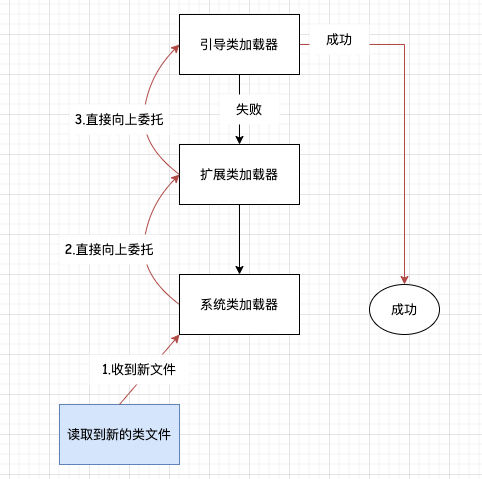 引导类加载器
成功
失败
3.直接向上委托
扩展类加载器
2.直接向上委托
系统类加载器
成功
1.收到新文件
读取到新的类文件